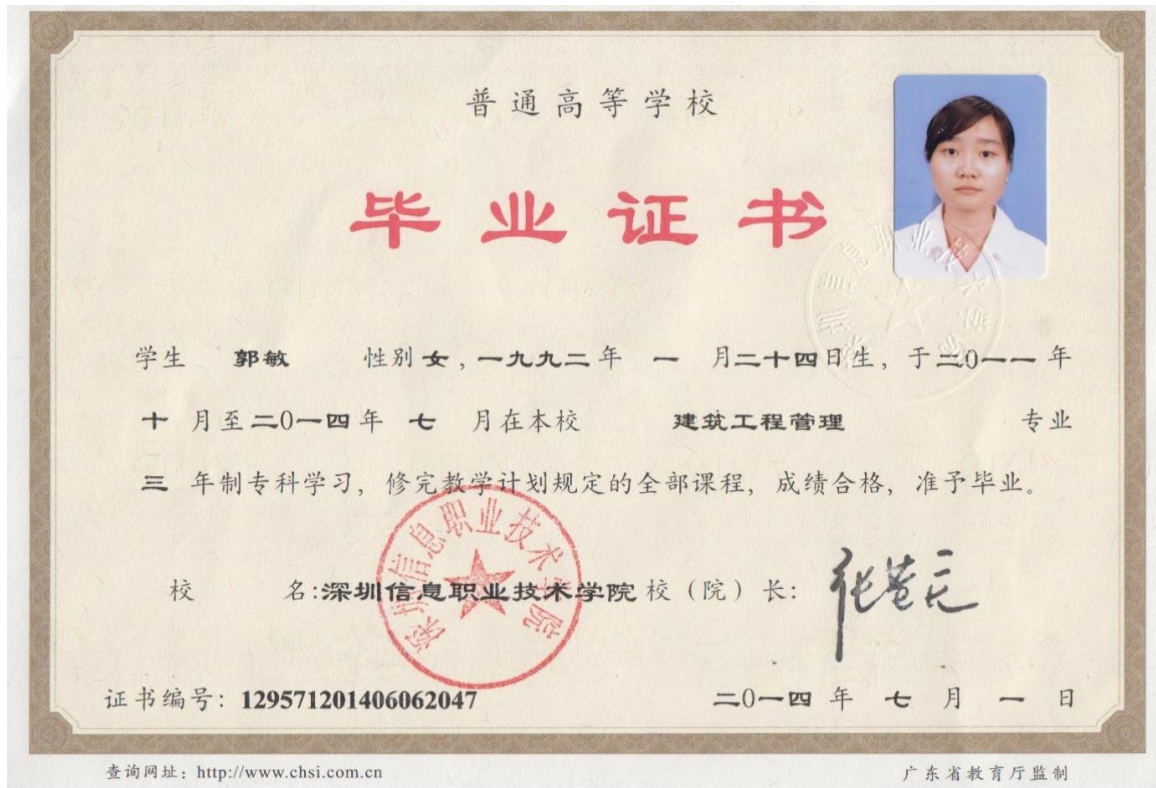 普通高等学校
毕业证书
学生 郭敏 性别女，一九九二年 一 月二十四日生，于二0一一年
十 月至二0一四年 七 月在本校 建筑工程管理 专业
三 年制专科学习，修完教学计划规定的全部课程，成绩合格，准予毕业。
深圳信息职业技术学院
校 名:深圳信息职业技术学院 校（院）长:
证书编号: 129571201406062047 二0一四 年 七 月 一 日
查询网址: http://www.chsi.com.cn 广东省教育厅监制